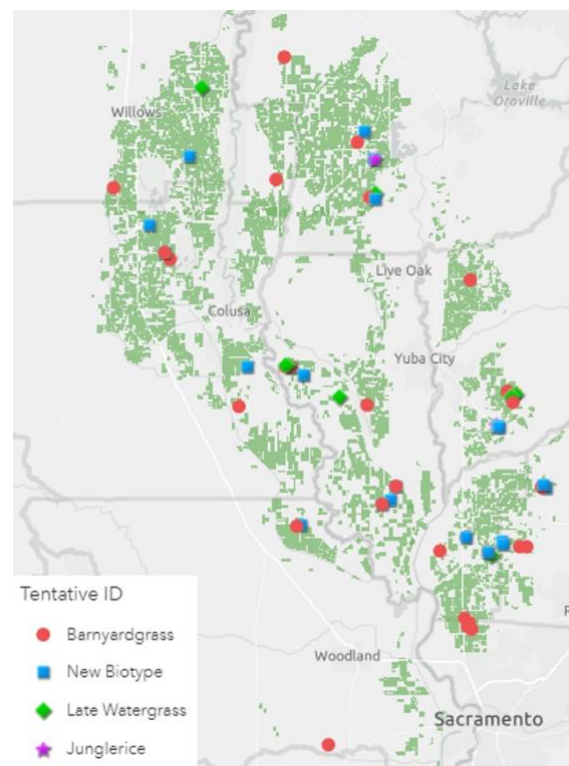 Lake
Oroville
Willows
Live Oak
Colusa
Yuba City
Tentative ID
Barnyardgrass
New Biotype
Late Watergrass
Junglerice
Woodland
Sacramento